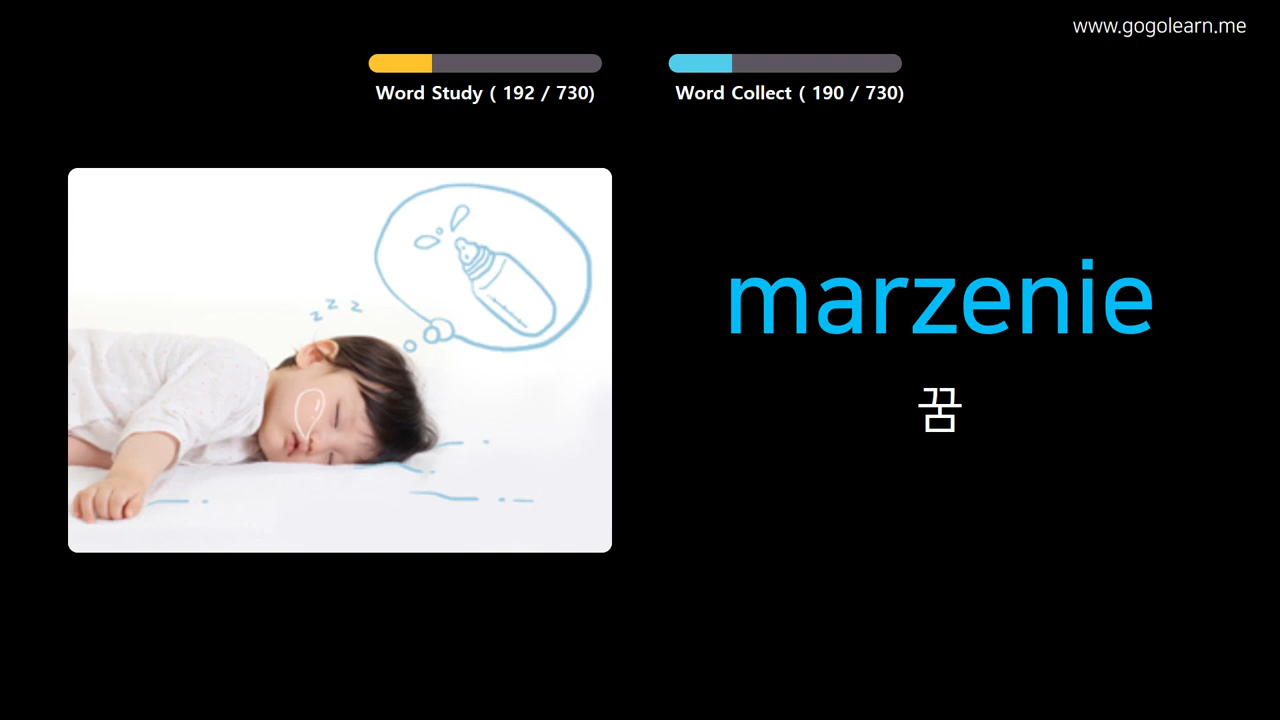 www.gogolearn.me
Word Study ( 192 / 730)
Word Collect ( 190 / 730)
z z z
marzenie
꿈